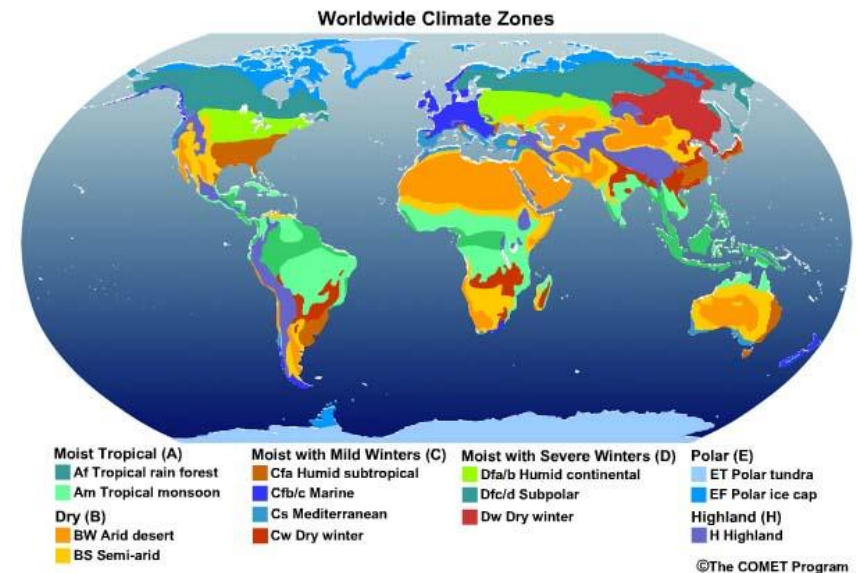 Worldwide Climate Zones
Moist Tropical (A)
Af Tropical rain forest
Am Tropical monsoon
Dry (B)
BW Arid desert
BS Semi-arid
Moist with Mild Winters (C)
Cfa Humid subtropical
Cfb/c Marine
Cs Mediterranean
Cw Dry winter
Moist with Severe Winters (D)
Dfa/b Humid continental
Dfc/d Subpolar
Dw Dry winter
Polar (E)
ET Polar tundra
EF Polar ice cap
Highland (H)
H Highland
©The COMET Program